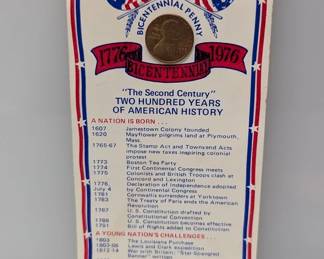 BICENTENNIAL PENNY
1776 1976
BICENTENNIAL
"The Second Century"
TWO HUNDRED YEARS
OF AMERICAN HISTORY
A NATION IS BORN . . .
1607 Jamestown Colony founded
1620 Mayflower pilgrims land at Plymouth,
Mass.
1765-67 The Stamp Act and Townsend Acts
impose new taxes inspiring colonial
protest
1773 Boston Tea Party
1774 First Continental Congress meets
1775 Colonists and British Troops clash at
Concord and Lexington
1776, Declaration of Independence adopted
July 4 by Continental Congress
1781 Cornwallis surrenders at Yorktown
1783 The Treaty of Paris ends the American
Revolution
1787 U.S. Constitution drafted by
Constitutional Convention
1788 U.S. Constitution becomes effective
1791 Bill of Rights added to Constitution
A YOUNG NATION'S CHALLENGES . . .
1803 The Louisiana Purchase
1803-06 Lewis and Clark expedition
1812-14 War with Britain; "Star-Spangled
Banner" written